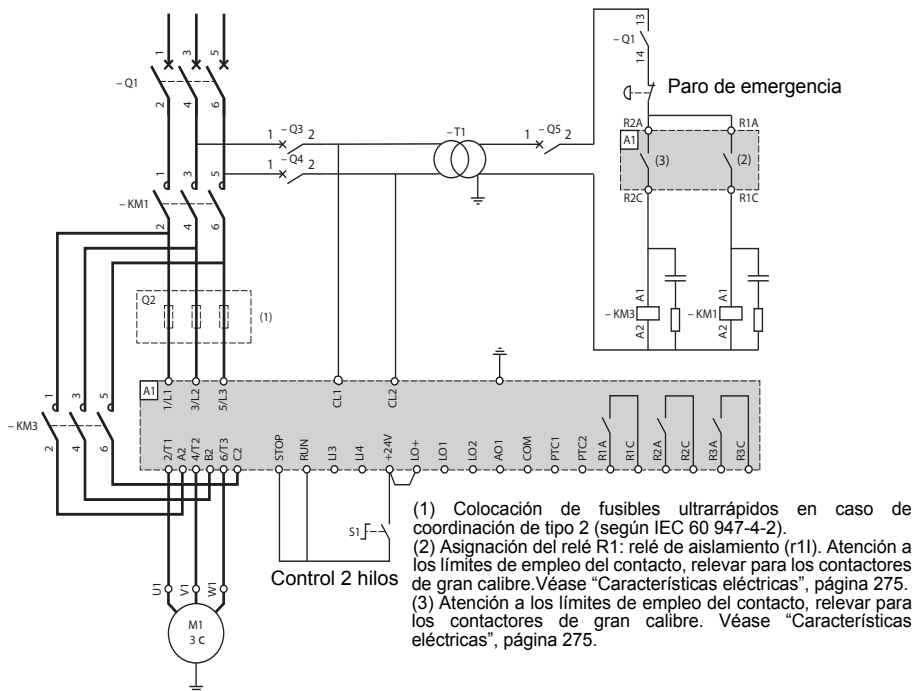 1 3 5
– Q1
2 4 6
1 – Q3 2
1 – Q4 2
– T1
1 – Q5 2
13
– Q1
14
Paro de emergencia
R2A R1A
A1
(3) (2)
R2C R1C
1 3 5
– KM1
2 4 6
A1 A1
– KM3 – KM1
A2 A2
Q2
(1)
A1
1/L1 3/L2 5/L3 CL1 CL2
1 3 5
– KM3
2 4 6
2/T1 A2 4/T2 B2 6/T3 C2 STOP RUN LI3 LI4 +24V LO+ LO1 LO2 AO1 COM PTC1 PTC2 R1A R1C R2A R2C R3A R3C
S1
Control 2 hilos
U1 V1 W1
M1
3 C
(1) Colocación de fusibles ultrarrápidos en caso de
coordinación de tipo 2 (según IEC 60 947-4-2).
(2) Asignación del relé R1: relé de aislamiento (r1I). Atención a
los límites de empleo del contacto, relevar para los contactores
de gran calibre.Véase “Características eléctricas”, página 275.
(3) Atención a los límites de empleo del contacto, relevar para
los contactores de gran calibre. Véase “Características
eléctricas”, página 275.